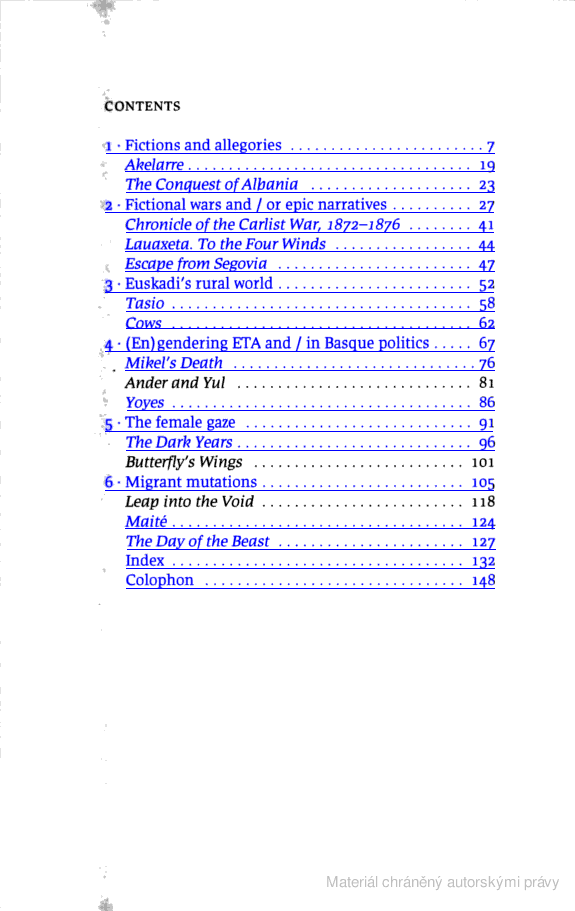 CONTENTS
1 · Fictions and allegories ........................ 7
Akelarre ................................... 19
The Conquest of Albania .................... 23
2 · Fictional wars and / or epic narratives .......... 27
Chronicle of the Carlist War, 1872–1876 ........ 41
Lauaxeta. To the Four Winds ................. 44
Escape from Segovia ........................ 47
3 · Euskadi's rural world ........................ 52
Tasio ..................................... 58
Cows ..................................... 62
4 · (En)gendering ETA and / in Basque politics ..... 67
Mikel's Death .............................. 76
Ander and Yul ............................. 81
Yoyes ..................................... 86
5 · The female gaze ............................ 91
The Dark Years ............................. 96
Butterfly's Wings .......................... 101
6 · Migrant mutations ......................... 105
Leap into the Void ......................... 118
Maité .................................... 124
The Day of the Beast ....................... 127
Index .................................... 132
Colophon ................................ 148
Materiál chráněný autorskými právy